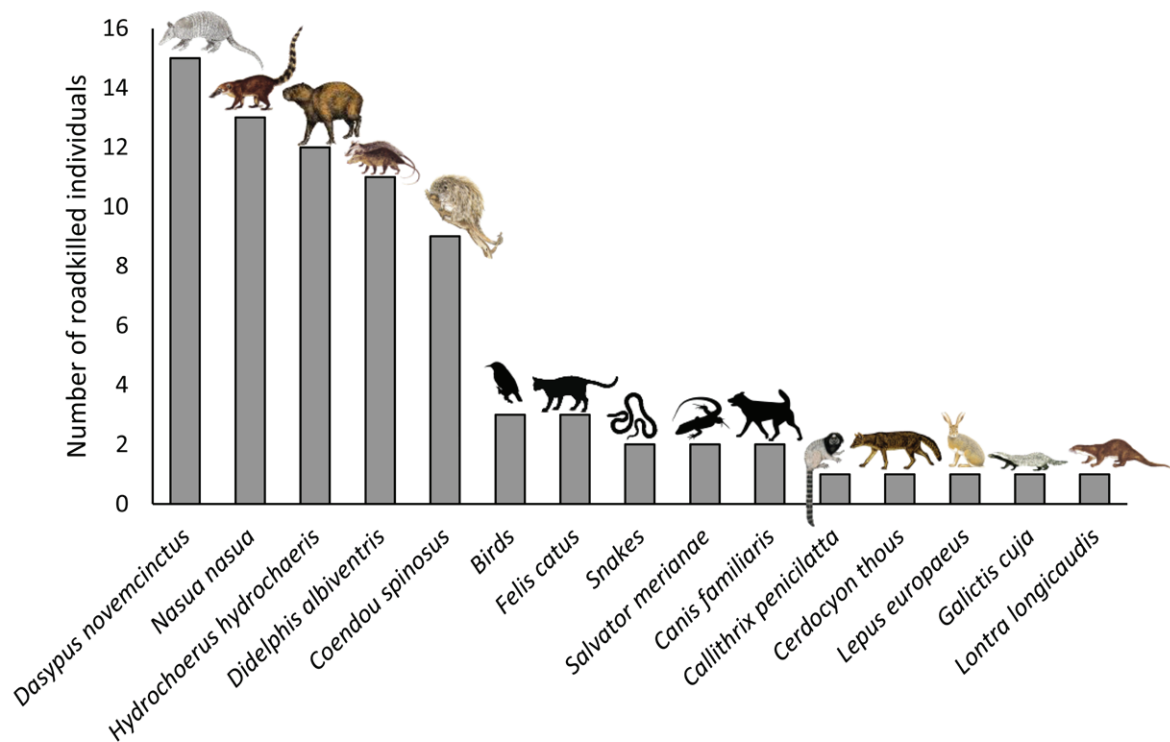 Number of roadkilled individuals
16
14
12
10
8
6
4
2
0
Dasypus novemcinctus
Nasua nasua
Hydrochoerus hydrochaeris
Didelphis albiventris
Coendou spinosus
Birds
Felis catus
Snakes
Salvator merianae
Canis familiaris
Callithrix penicilatta
Cerdocyon thous
Lepus europaeus
Galictis cuja
Lontra longicaudis